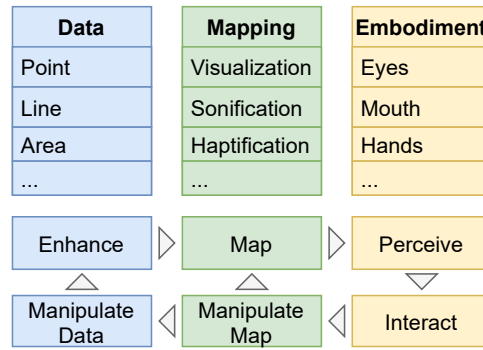 Data
Point
Line
Area
...
Mapping
Visualization
Sonification
Haptification
...
Embodiment
Eyes
Mouth
Hands
...
Enhance
Map
Perceive
Manipulate
Data
Manipulate
Map
Interact